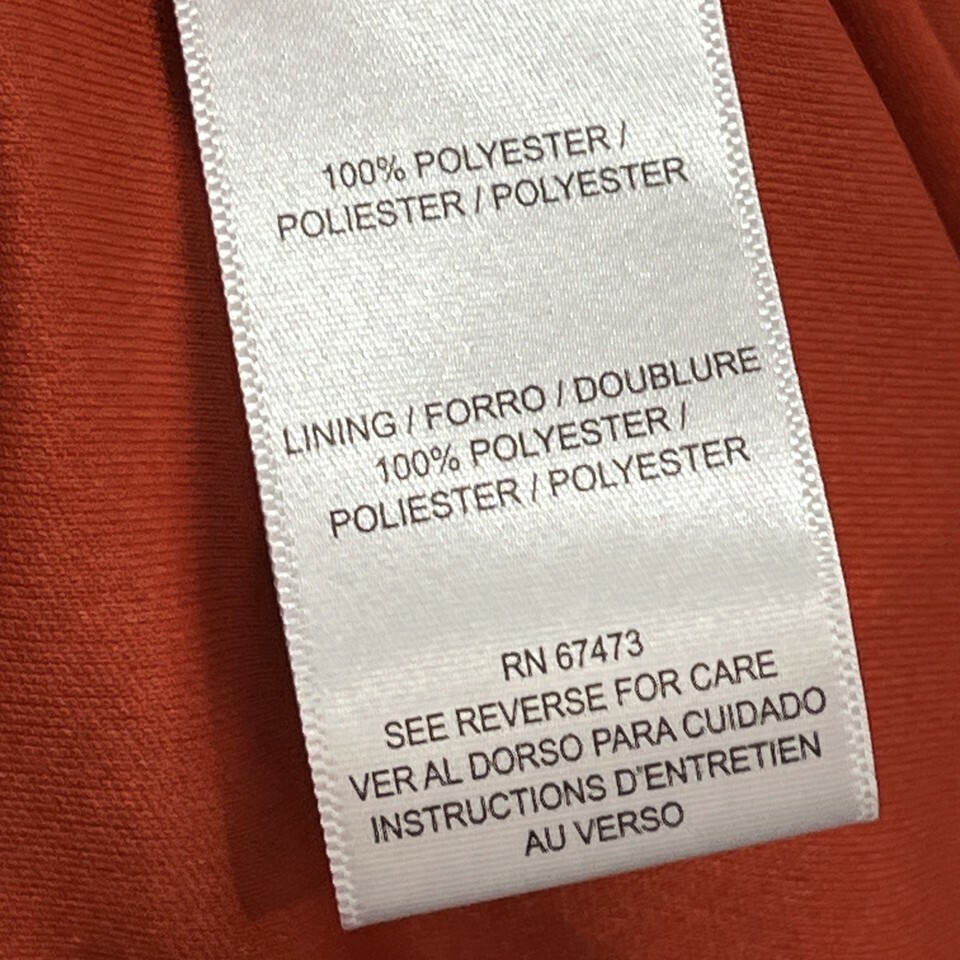 100% POLYESTER /
POLIESTER / POLYESTER
LINING / FORRO / DOUBLURE
100% POLYESTER /
POLIESTER / POLYESTER
RN 67473
SEE REVERSE FOR CARE
VER AL DORSO PARA CUIDADO
INSTRUCTIONS D'ENTRETIEN
AU VERSO